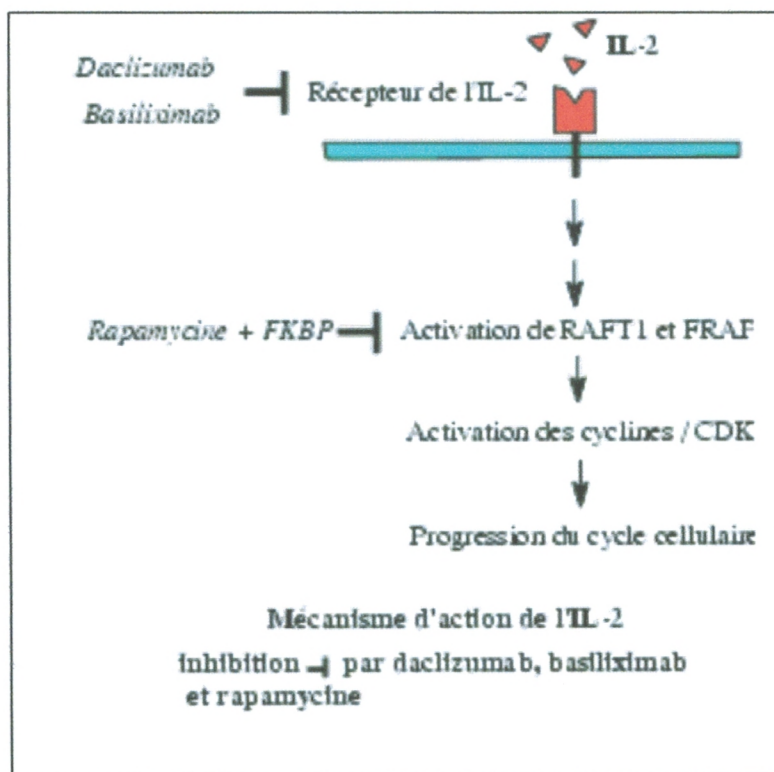 Daclizumab
Basiliximab
Récepteur de l'IL-2
IL-2
Rapamycine + FKBP
Activation de RAFT1 et FRAP
Activation des cyclines / CDK
Progression du cycle cellulaire
Mécanisme d'action de l'IL-2
inhibition par daclizumab, basiliximab
et rapamycine